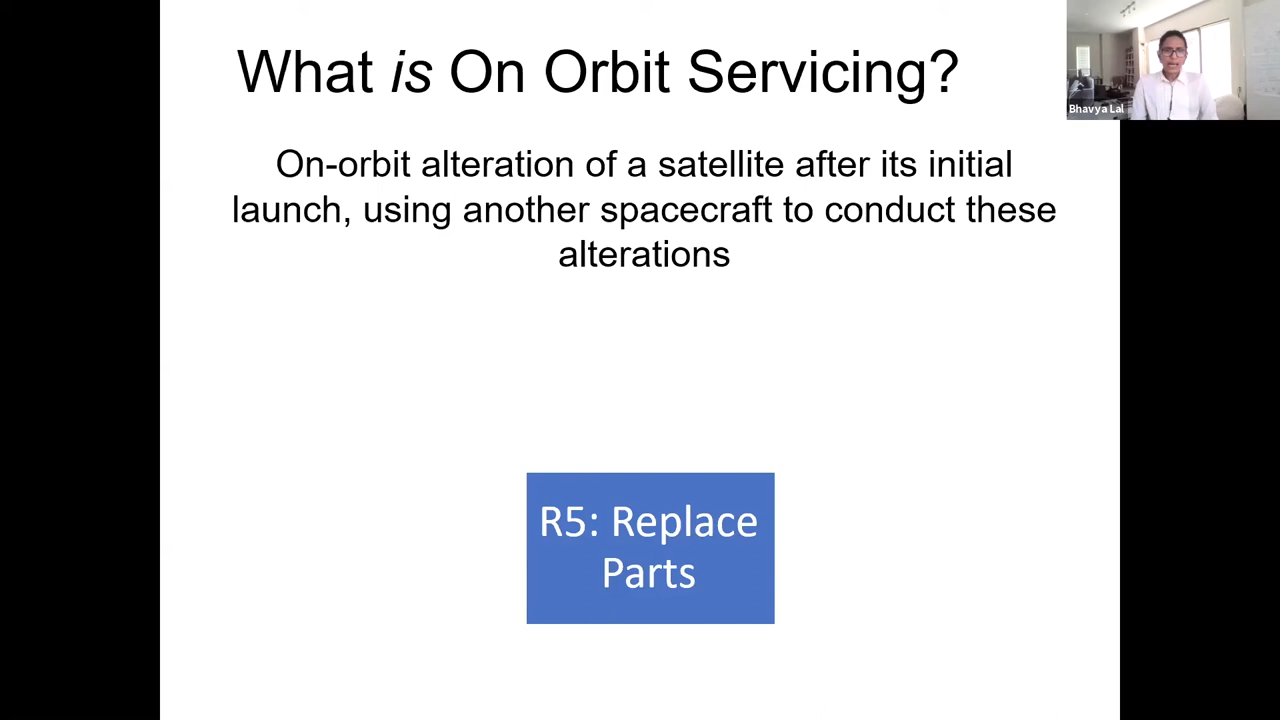 What is On Orbit Servicing?
Bhavya Lal
On-orbit alteration of a satellite after its initial
launch, using another spacecraft to conduct these
alterations
R5: Replace
Parts